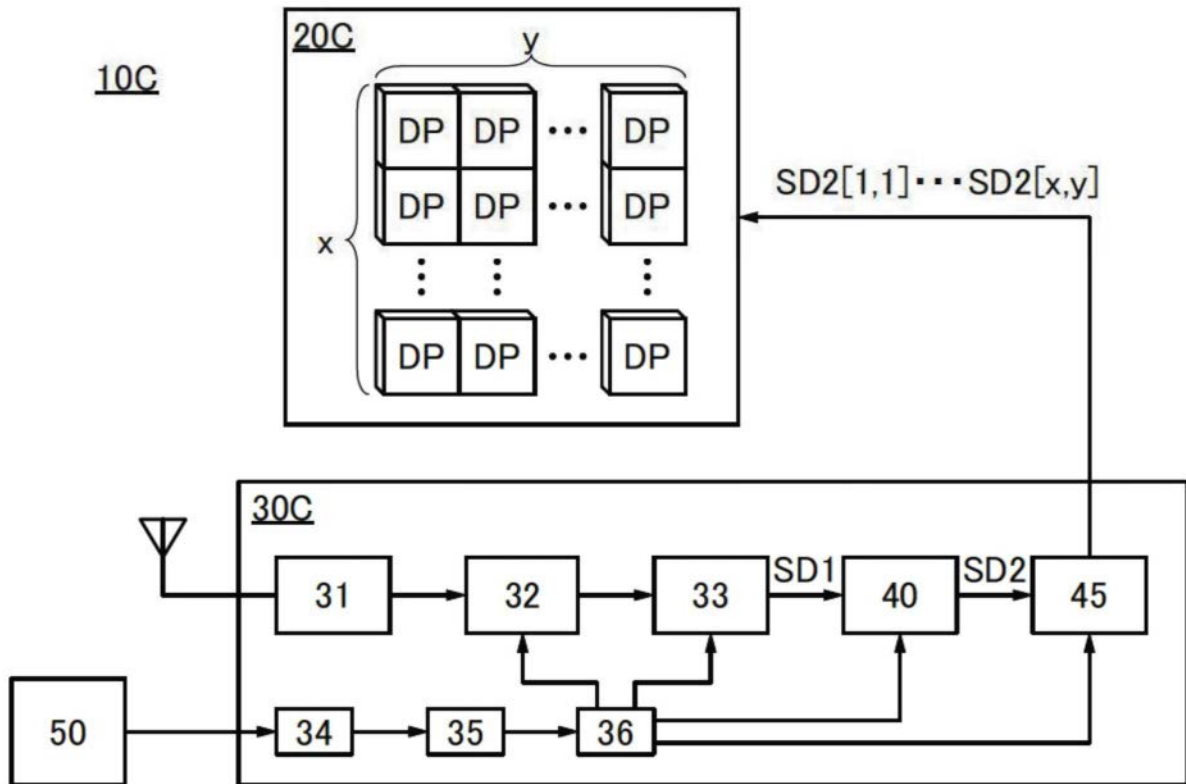 10C
20C
y
DP DP ··· DP
DP DP ··· DP
x
DP DP ··· DP
SD2[1,1]···SD2[x,y]
30C
31 32 33 SD1 40 SD2 45
50 34 35 36